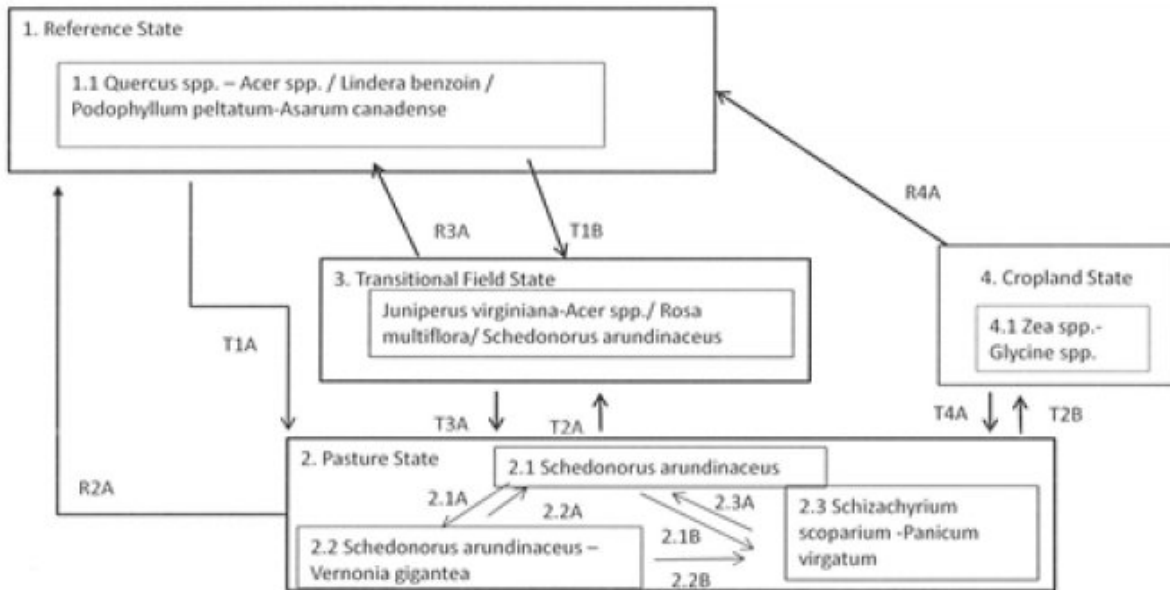 1. Reference State
1.1 Quercus spp. – Acer spp. / Lindera benzoin /
Podophyllum peltatum-Asarum canadense
R4A
R3A
T1B
3. Transitional Field State
Juniperus virginiana-Acer spp./ Rosa
multiflora/ Schedonorus arundinaceus
4. Cropland State
4.1 Zea spp.-
Glycine spp.
T1A
T3A
T2A
T4A
T2B
2. Pasture State
2.1 Schedonorus arundinaceus
R2A
2.1A
2.2A
2.3A
2.1B
2.3 Schizachyrium
scoparium -Panicum
virgatum
2.2 Schedonorus arundinaceus –
Vernonia gigantea
2.2B